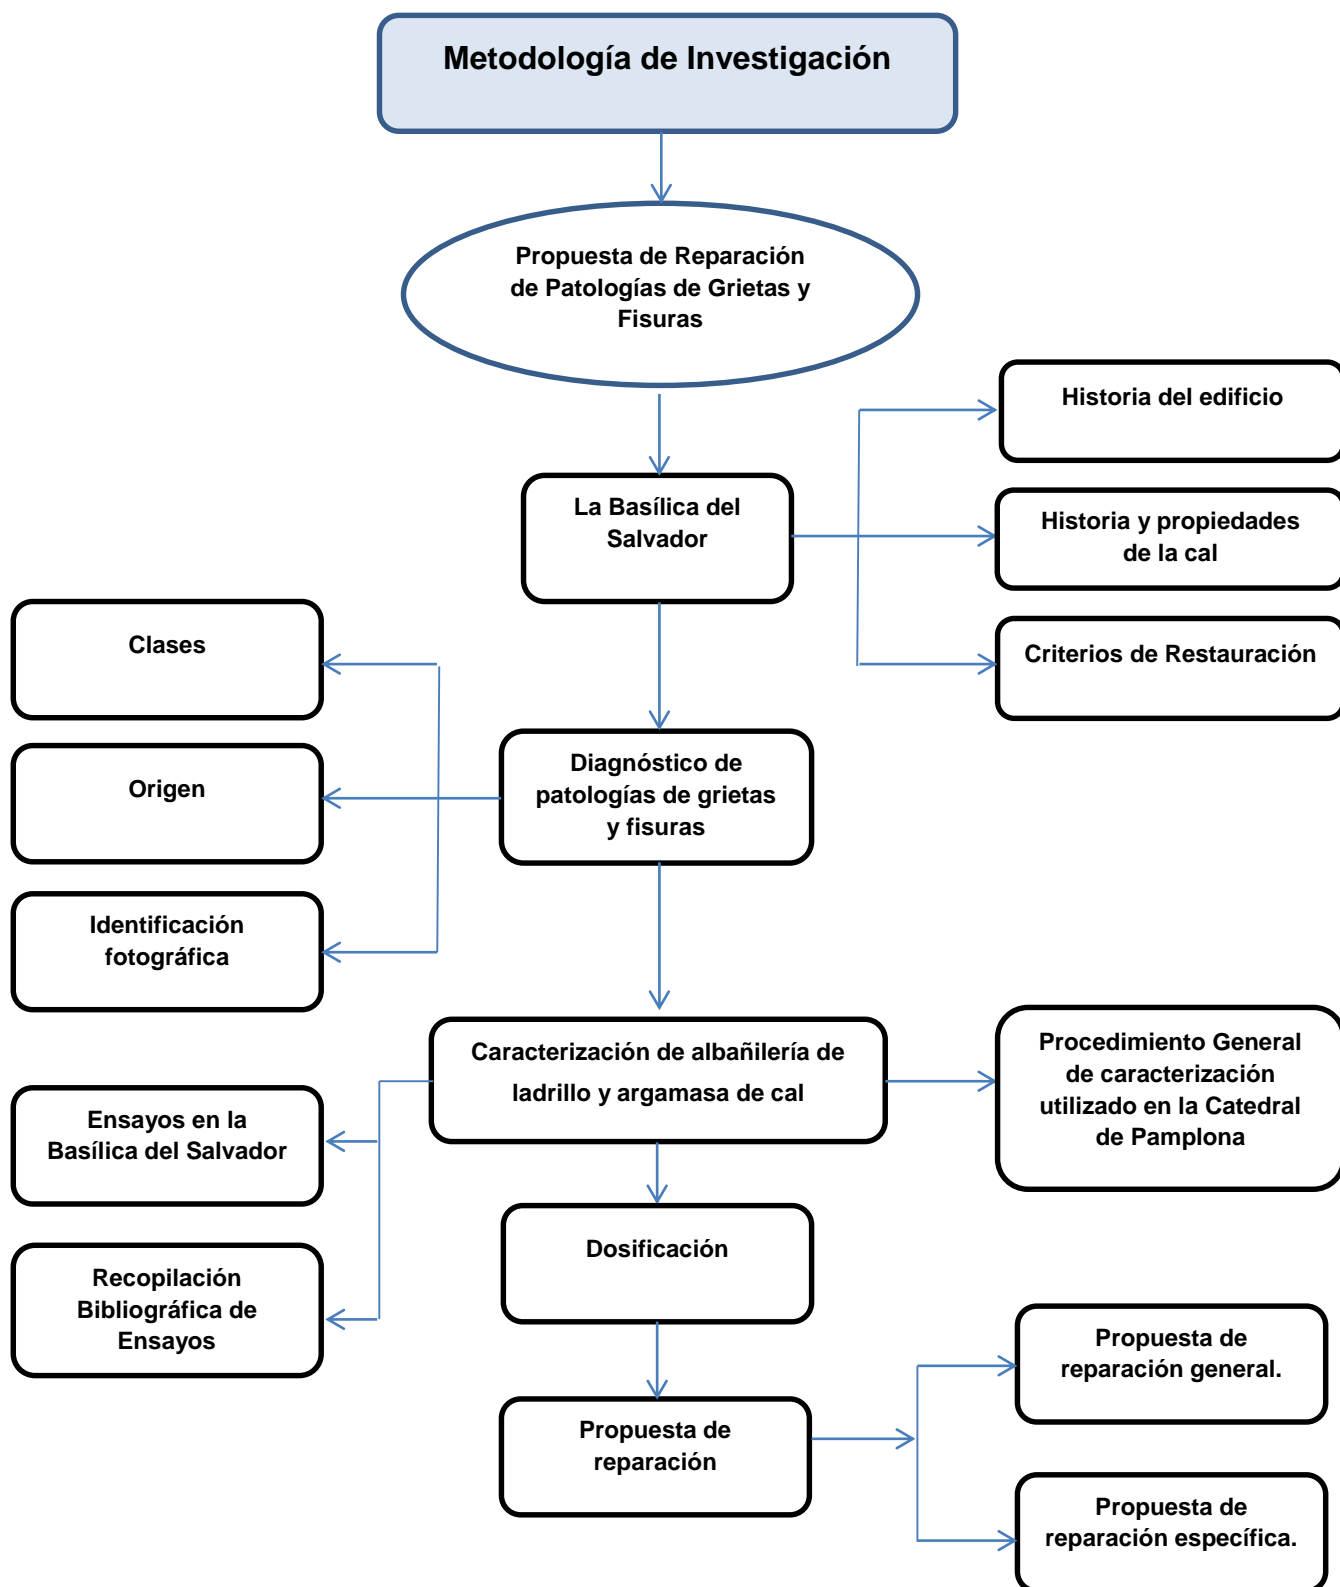 Metodología de Investigación
Propuesta de Reparación
de Patologías de Grietas y
Fisuras
Historia del edificio
La Basílica del
Salvador
Historia y propiedades
de la cal
Criterios de Restauración
Clases
Origen
Identificación
fotográfica
Diagnóstico de
patologías de grietas
y fisuras
Caracterización de albañilería de
ladrillo y argamasa de cal
Procedimiento General
de caracterización
utilizado en la Catedral
de Pamplona
Ensayos en la
Basílica del Salvador
Recopilación
Bibliográfica de
Ensayos
Dosificación
Propuesta de
reparación
Propuesta de
reparación general.
Propuesta de
reparación específica.